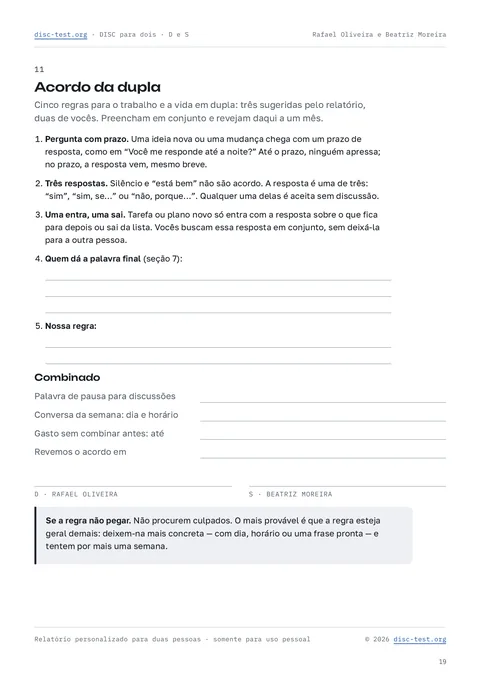 disc-test.org · DISC para dois · D e S
Rafael Oliveira e Beatriz Moreira
11
Acordo da dupla
Cinco regras para o trabalho e a vida em dupla: três sugeridas pelo relatório,
duas de vocês. Preencham em conjunto e revejam daqui a um mês.
1. Pergunta com prazo. Uma ideia nova ou uma mudança chega com um prazo de
resposta, como em “Você me responde até a noite?” Até o prazo, ninguém apressa;
no prazo, a resposta vem, mesmo breve.
2. Três respostas. Silêncio e “está bem” não são acordo. A resposta é uma de três:
“sim”, “sim, se…” ou “não, porque…”. Qualquer uma delas é aceita sem discussão.
3. Uma entra, uma sai. Tarefa ou plano novo só entra com a resposta sobre o que fica
para depois ou sai da lista. Vocês buscam essa resposta em conjunto, sem deixá-la
para a outra pessoa.
4. Quem dá a palavra final (seção 7):
5. Nossa regra:
Combinado
Palavra de pausa para discussões
Conversa da semana: dia e horário
Gasto sem combinar antes: até
Revemos o acordo em
D · RAFAEL OLIVEIRA
S · BEATRIZ MOREIRA
Se a regra não pegar. Não procurem culpados. O mais provável é que a regra esteja
geral demais: deixem-na mais concreta — com dia, horário ou uma frase pronta — e
tentem por mais uma semana.
Relatório personalizado para duas pessoas · somente para uso pessoal
© 2026 disc-test.org
19